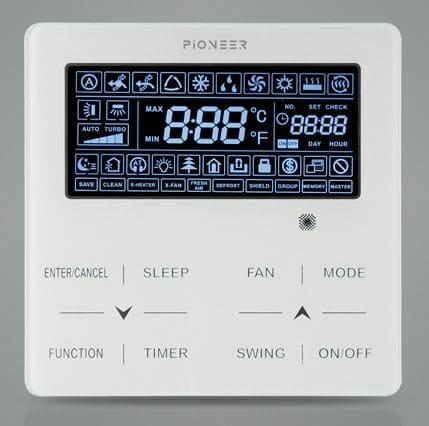 PIONEER
A
MAX 8:88 °C NO. SET CHECK
MIN °F 88:88
AUTO TURBO ON OFF DAY HOUR
SAVE CLEAN E-HEATER X-FAN FRESH AIR DEFROST SHIELD GROUP MEMORY MASTER
ENTER/CANCEL SLEEP FAN MODE
FUNCTION TIMER SWING ON/OFF